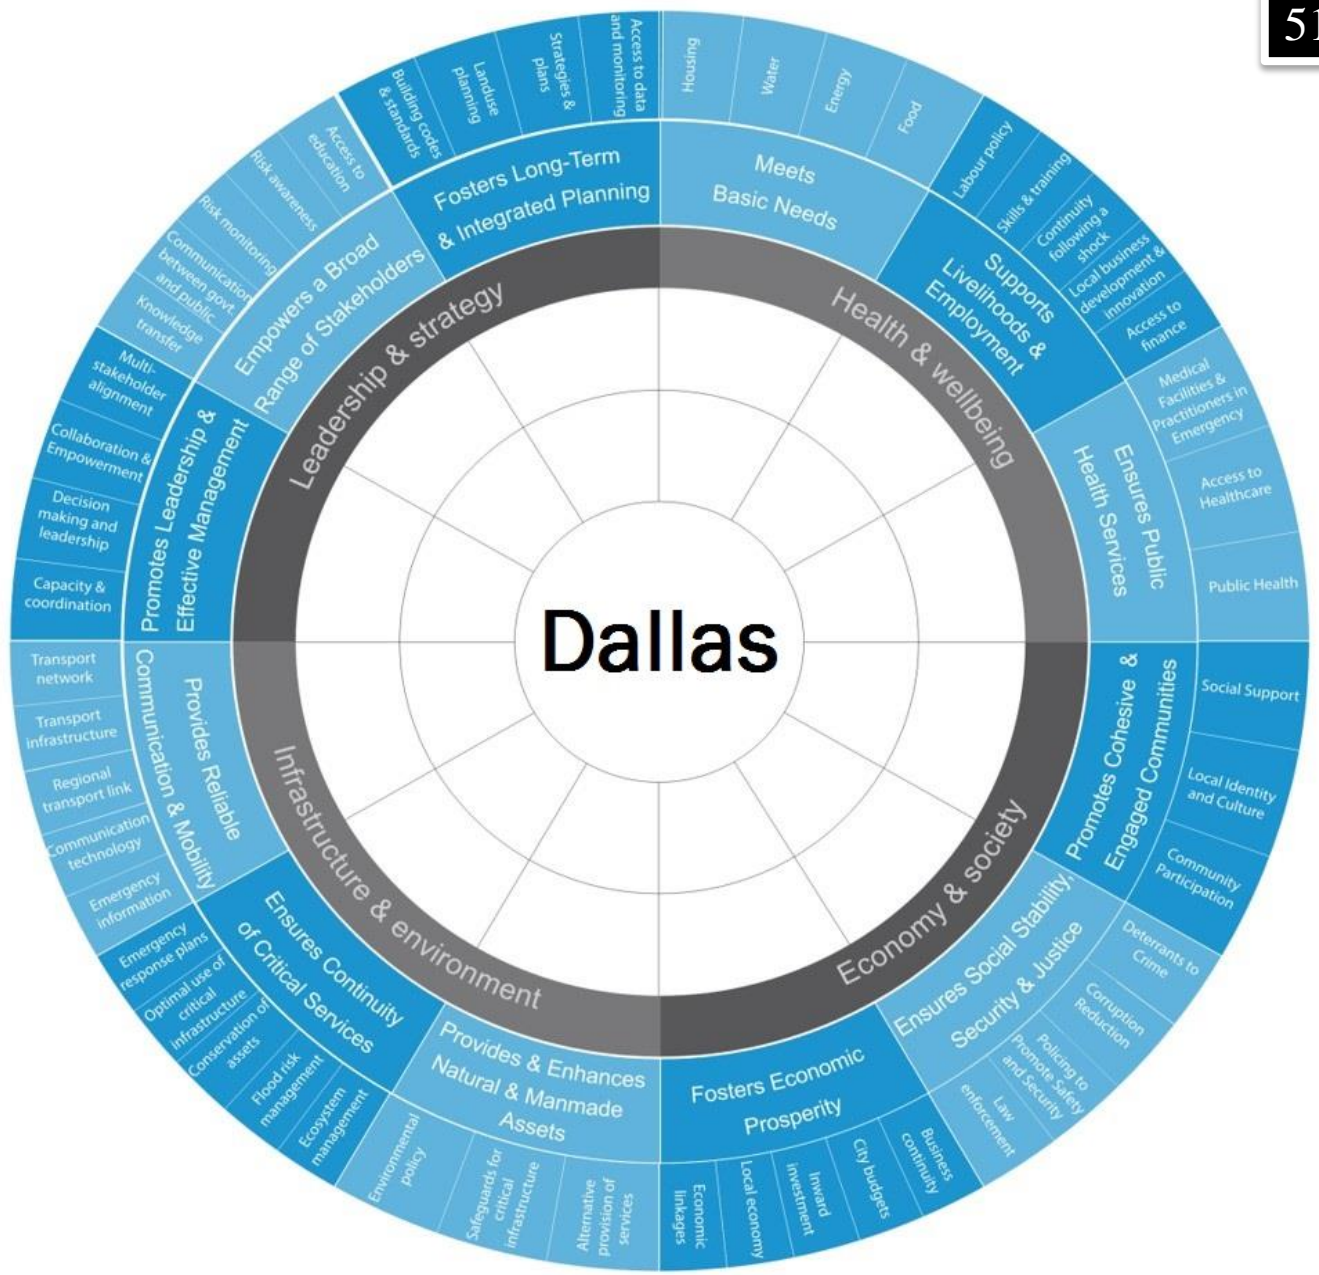 51
Dallas
Health & wellbeing
Meets
Basic Needs
Housing
Water
Energy
Food
Supports
Livelihoods &
Employment
Labour policy
Skills & training
Continuity
following a
shock
Local business
development &
innovation
Access to
finance
Ensures Public
Health Services
Medical
Facilities &
Practitioners in
Emergency
Access to
Healthcare
Public Health
Economy & society
Promotes Cohesive &
Engaged Communities
Social Support
Local Identity
and Culture
Community
Participation
Ensures Social Stability,
Security & Justice
Deterrants to
Crime
Corruption
Reduction
Policing to
Promote Safety
and Security
Law
enforcement
Fosters Economic
Prosperity
Business
continuity
City budgets
Inward
investment
Local economy
Economic
linkages
Infrastructure & environment
Provides & Enhances
Natural & Manmade
Assets
Alternative
provision of
services
Safeguards for
critical
infrastructure
Environmental
policy
Ensures Continuity
of Critical Services
Ecosystem
management
Flood risk
management
Conservation of
assets
Optimal use of
critical
infrastructure
Emergency
response plans
Provides Reliable
Communication & Mobility
Emergency
information
Communication
technology
Regional
transport link
Transport
infrastructure
Transport
network
Leadership & strategy
Promotes Leadership &
Effective Management
Capacity &
coordination
Decision
making and
leadership
Collaboration &
Empowerment
Multi-
stakeholder
alignment
Empowers a Broad
Range of Stakeholders
Knowledge
transfer
Communication
between govt.
and public
Risk monitoring
Risk awareness
Access to
education
Fosters Long-Term
& Integrated Planning
Building codes
& standards
Landuse
planning
Strategies &
plans
Access to data
and monitoring